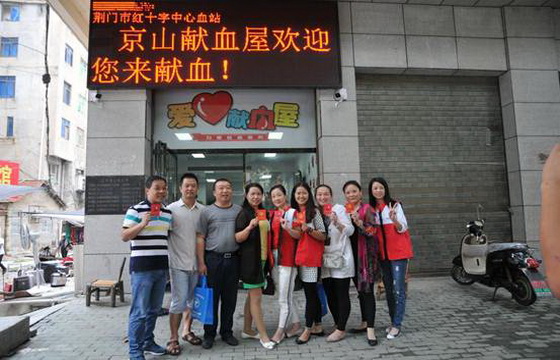 荆门市红十字中心血站
京山献血屋欢迎
您来献血！
爱献血屋
馆